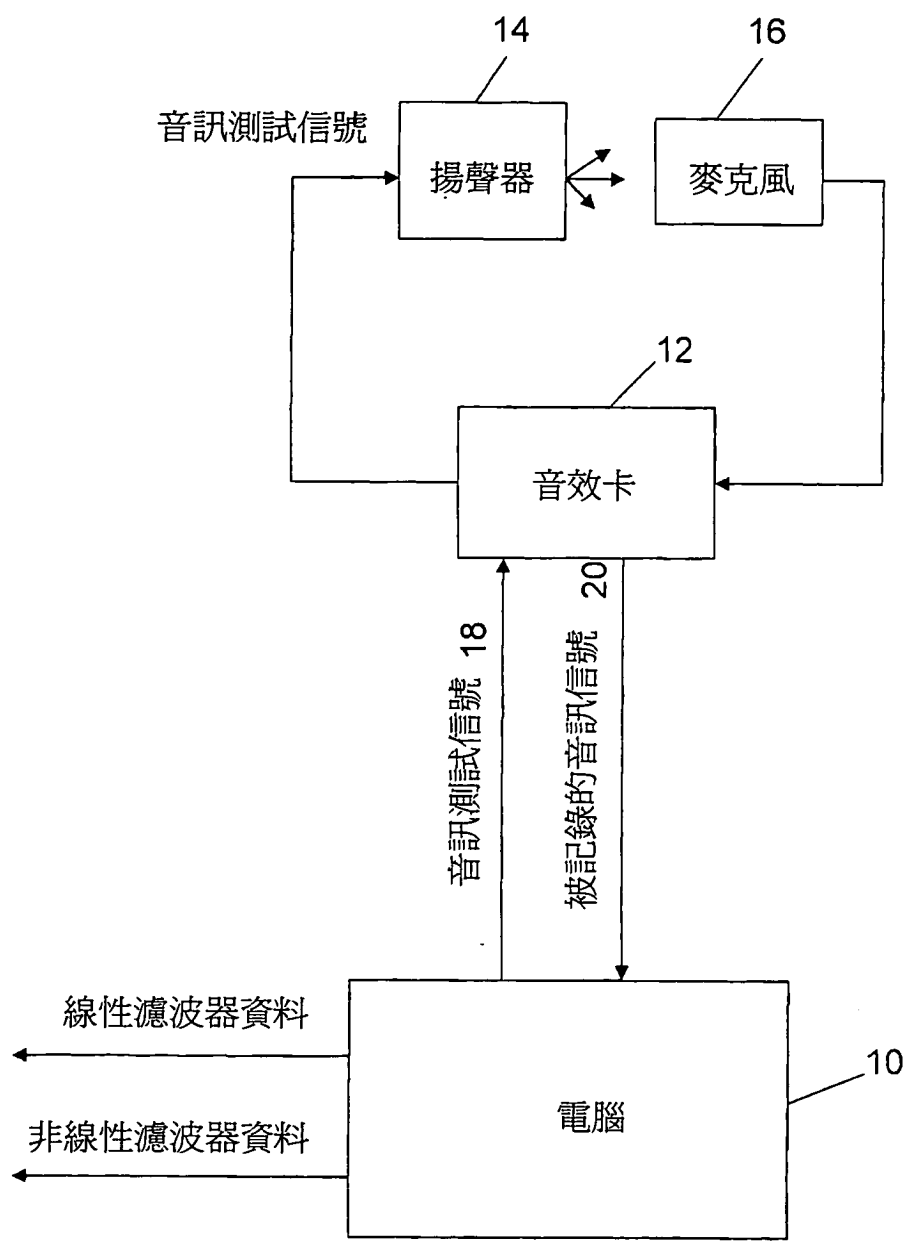 14
16
音訊測試信號
揚聲器
麥克風
12
音效卡
音訊測試信號 18
被記錄的音訊信號 20
線性濾波器資料
非線性濾波器資料
電腦
10